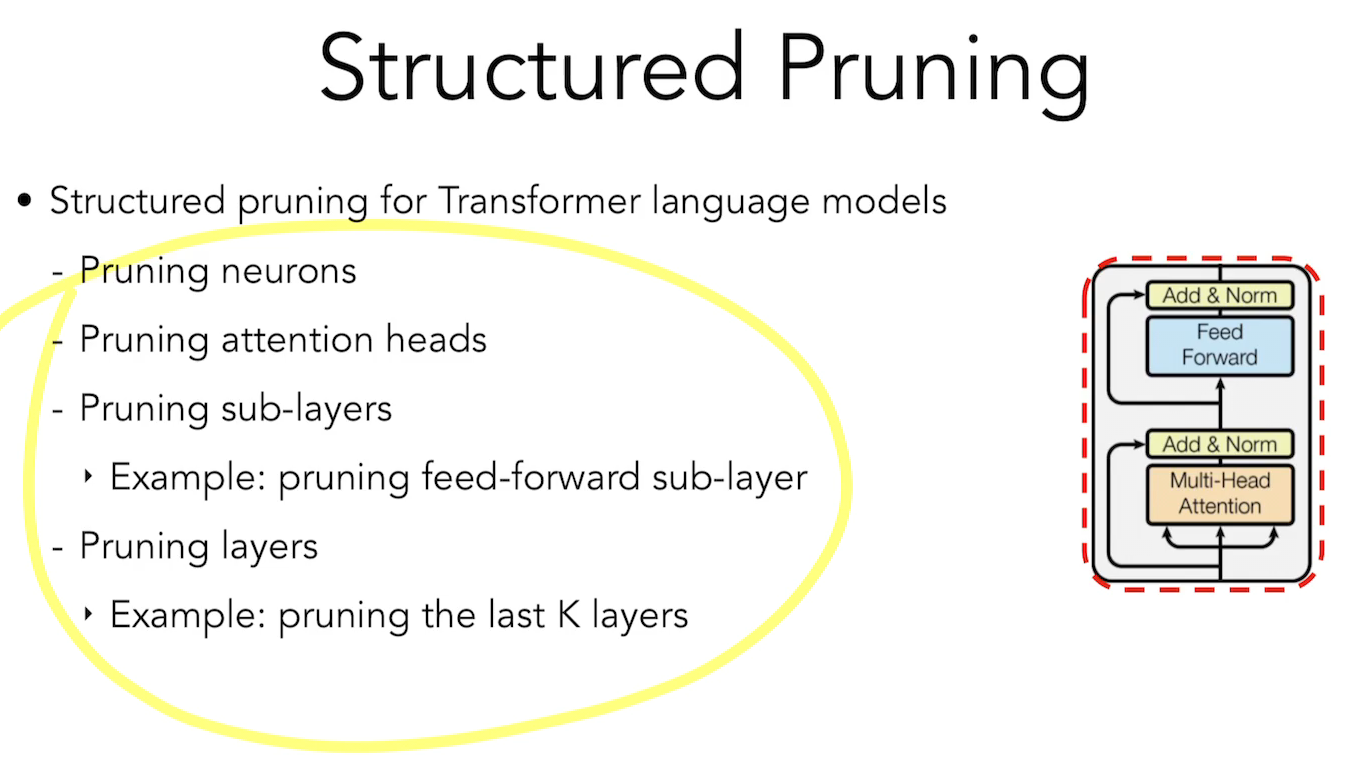 Structured Pruning
• Structured pruning for Transformer language models
- Pruning neurons
- Pruning attention heads
- Pruning sub-layers
‣ Example: pruning feed-forward sub-layer
- Pruning layers
‣ Example: pruning the last K layers
Add & Norm
Feed
Forward
Add & Norm
Multi-Head
Attention